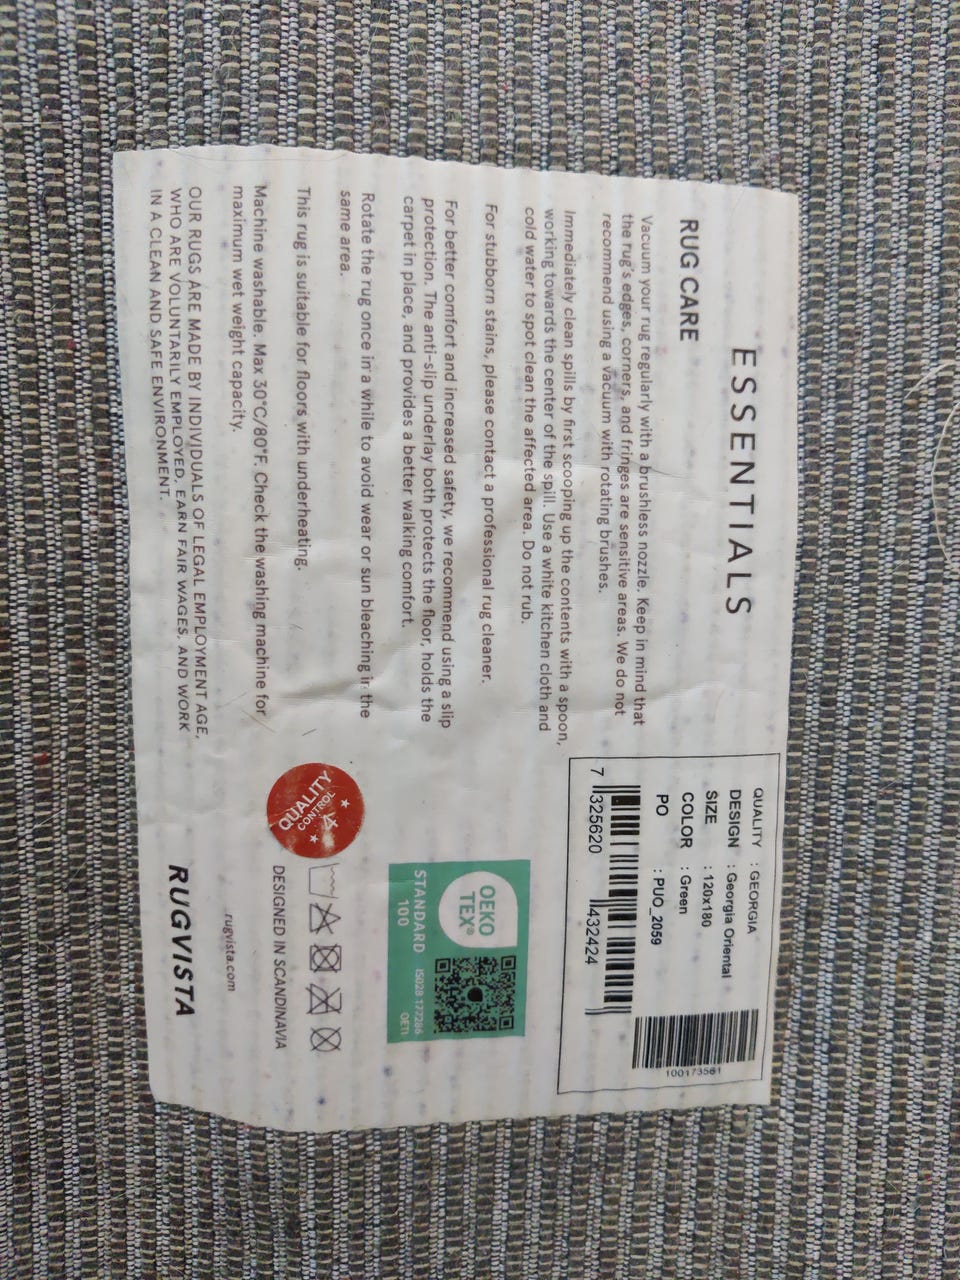 ESSENTIALS
RUG CARE
Vacuum your rug regularly with a brushless nozzle. Keep in mind that
the rug's edges, corners, and fringes are sensitive areas. We do not
recommend using a vacuum with rotating brushes.
Immediately clean spills by first scooping up the contents with a spoon,
working towards the center of the spill. Use a white kitchen cloth and
cold water to spot clean the affected area. Do not rub.
For stubborn stains, please contact a professional rug cleaner.
For better comfort and increased safety, we recommend using a slip
protection. The anti-slip underlay both protects the floor, holds the
carpet in place, and provides a better walking comfort.
Rotate the rug once in a while to avoid wear or sun bleaching in the
same area.
This rug is suitable for floors with underheating.
Machine washable. Max 30°C/80°F. Check the washing machine for
maximum wet weight capacity.
OUR RUGS ARE MADE BY INDIVIDUALS OF LEGAL EMPLOYMENT AGE,
WHO ARE VOLUNTARILY EMPLOYED, EARN FAIR WAGES, AND WORK
IN A CLEAN AND SAFE ENVIRONMENT.
QUALITY : GEORGIA
DESIGN : Georgia Oriental
SIZE : 120x180
COLOR : Green
PO : PUO_2059
100173561
7 325620 432424
OEKO
TEX®
STANDARD
100
IS028 177286
OETI
QUALITY
CONTROL
4
DESIGNED IN SCANDINAVIA
rugvista.com
RUGVISTA